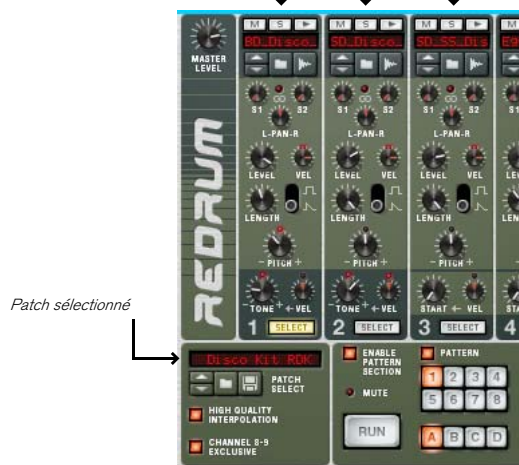 M S M S M S M
MASTER LEVEL
BD_Disco_ SD_Disco_ SD_SS_Dis
S1 S2 S1 S2 S1 S2 S1
L-PAN-R L-PAN-R L-PAN-R
LEVEL VEL LEVEL VEL LEVEL VEL
LENGTH LENGTH LENGTH
- PITCH + - PITCH + - PITCH +
REDRUM
- TONE + ← VEL - TONE + ← VEL START ← VEL
1 SELECT 2 SELECT 3 SELECT 4
Patch sélectionné
Disco Kit RDK
PATCH SELECT
HIGH QUALITY INTERPOLATION
CHANNEL 8-9 EXCLUSIVE
ENABLE PATTERN SECTION
MUTE
RUN
PATTERN
1 2 3 4
5 6 7 8
A B C D